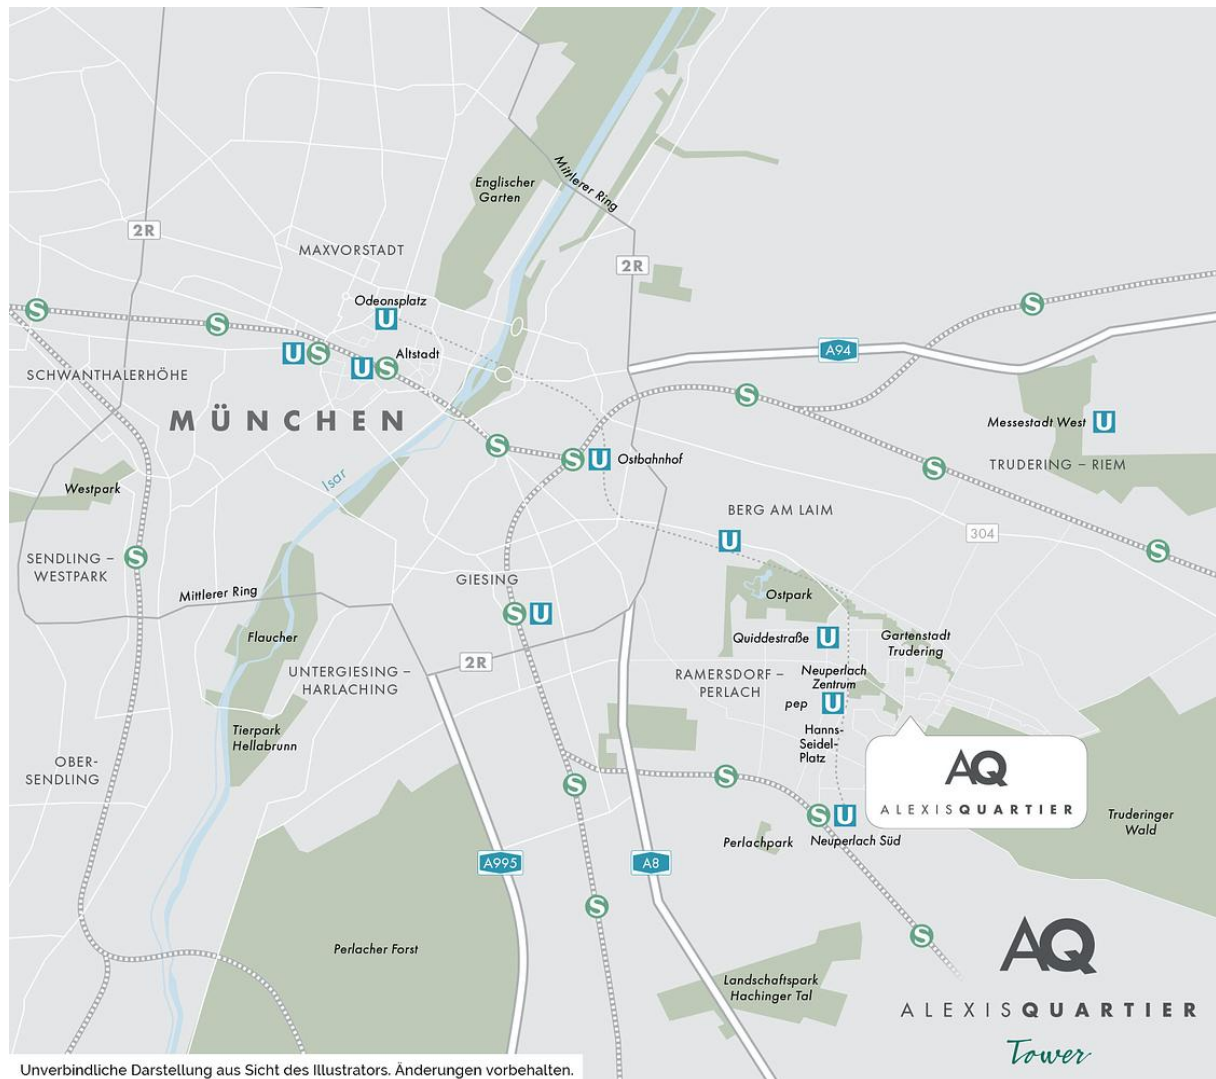 Mittlerer Ring
Englischer
Garten
2R
MAXVORSTADT
2R
Odeonsplatz
U
S
S
S
U
S
Altstadt
U
S
A94
SCHWANTHALERHÖHE
MÜNCHEN
S
Messestadt West
U
S
S
U
Ostbahnhof
S
TRUDERING – RIEM
Isar
Westpark
BERG AM LAIM
304
U
S
SENDLING –
WESTPARK
S
GIESING
Mittlerer Ring
Ostpark
S
U
Flaucher
Quiddestraße
U
Gartenstadt
Trudering
2R
UNTERGIESING –
HARLACHING
RAMERSDORF –
PERLACH
Neuperlach
Zentrum
pep
U
Tierpark
Hellabrunn
Hanns-
Seidel-
Platz
OBER-
SENDLING
S
S
AQ
ALEXISQUARTIER
S
U
Truderinger
Wald
Perlachpark
Neuperlach Süd
A995
A8
S
S
Perlacher Forst
Landschaftspark
Hachinger Tal
AQ
ALEXISQUARTIER
Tower
Unverbindliche Darstellung aus Sicht des Illustrators. Änderungen vorbehalten.